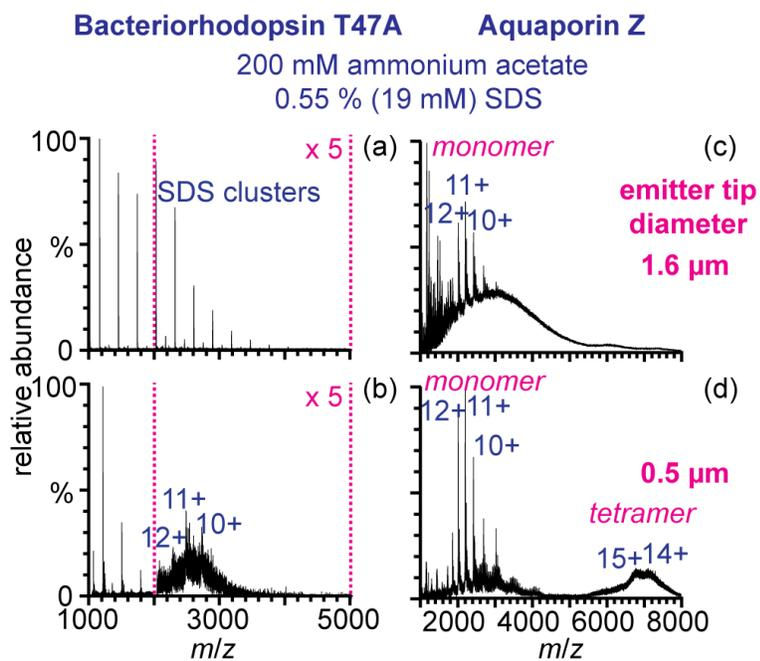 Bacteriorhodopsin T47A Aquaporin Z
200 mM ammonium acetate
0.55 % (19 mM) SDS
100
%
0
relative abundance
x 5
(a)
SDS clusters
monomer
11+
12+
10+
(c)
emitter tip
diameter
1.6 µm
100
%
0
x 5
(b)
11+
12+
10+
1000 3000 5000
m/z
monomer
12+
11+
10+
(d)
0.5 µm
tetramer
15+
14+
2000 4000 6000 8000
m/z